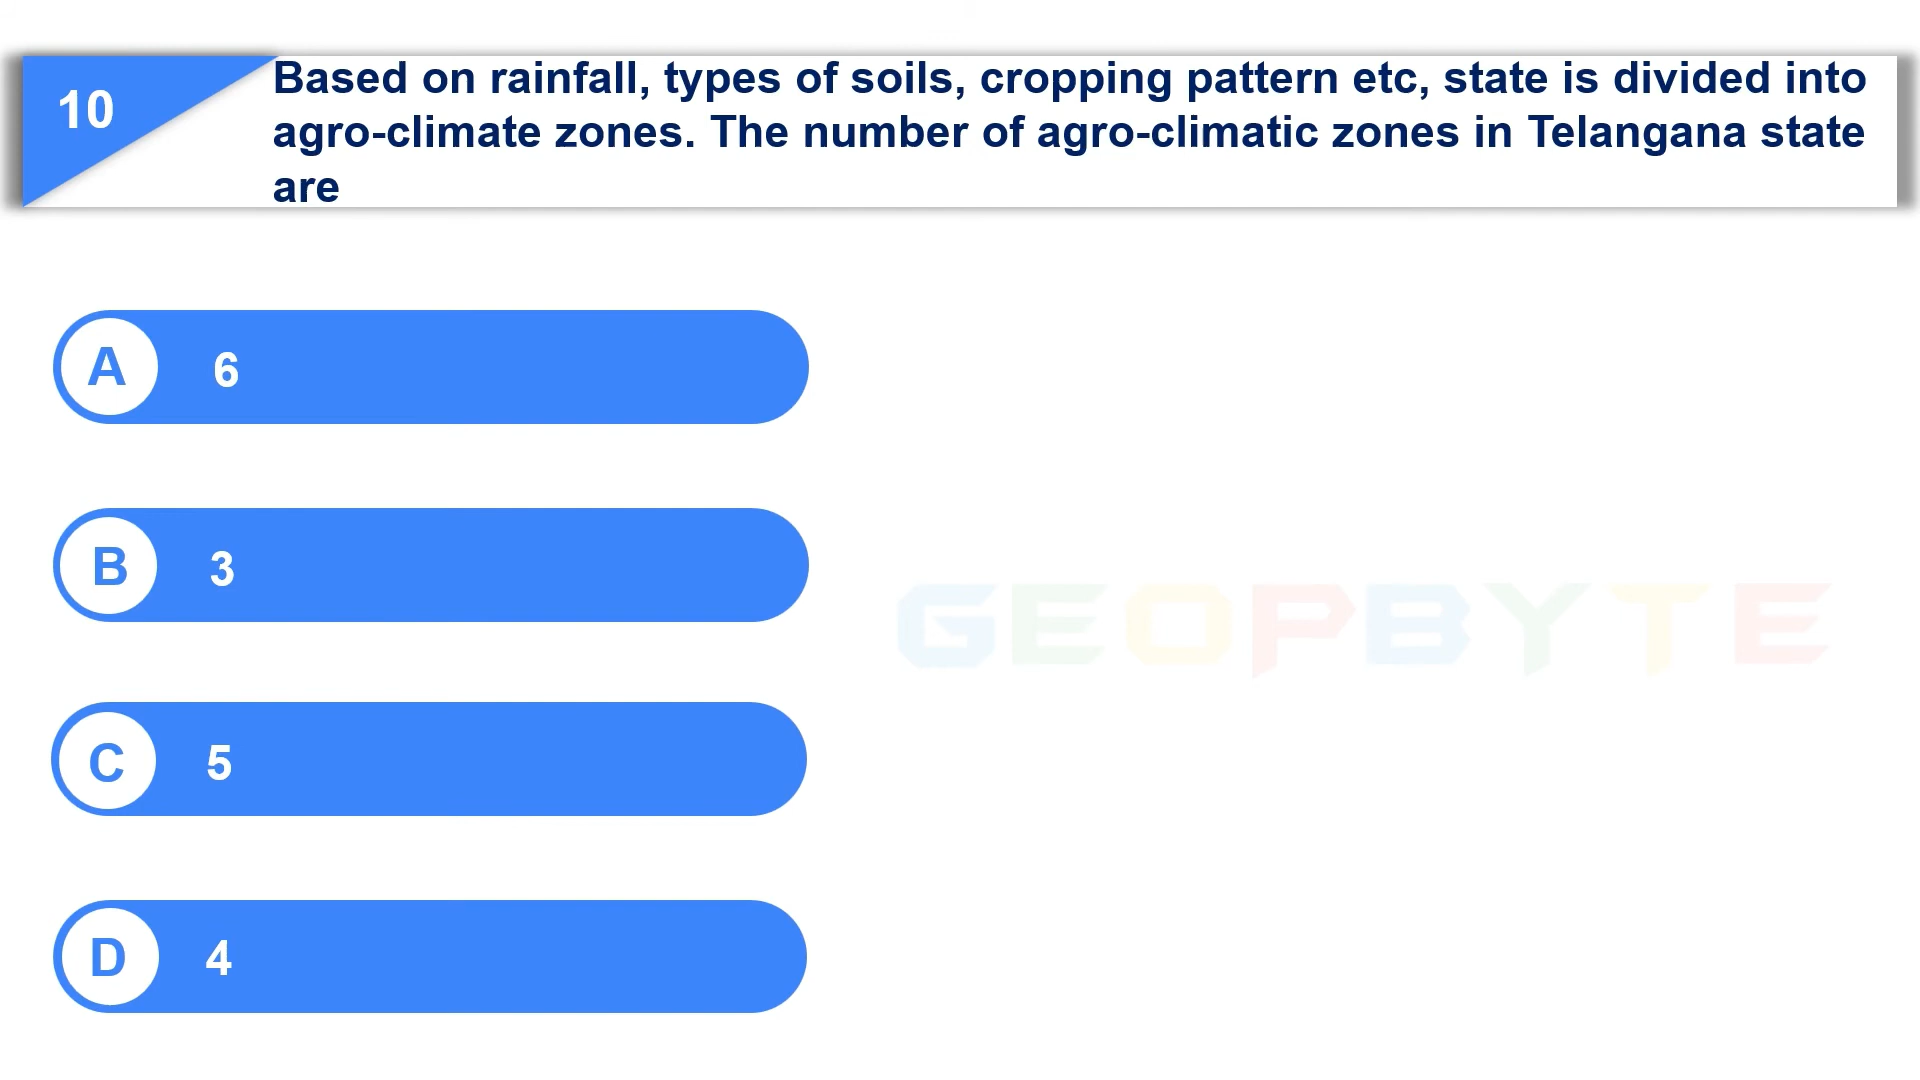 10
Based on rainfall, types of soils, cropping pattern etc, state is divided into
agro-climate zones. The number of agro-climatic zones in Telangana state
are
A 6
B 3
GEOPBYTE
C 5
D 4